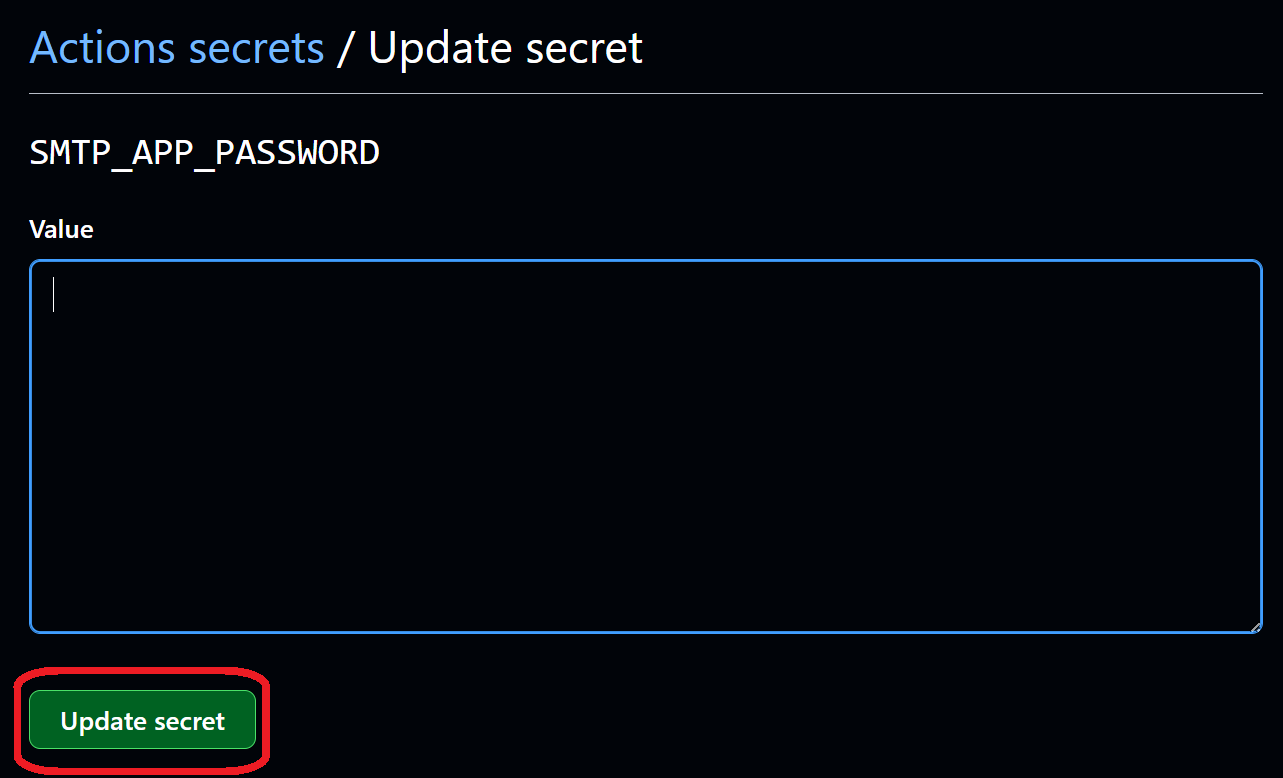 Actions secrets / Update secret
SMTP_APP_PASSWORD
Value
Update secret